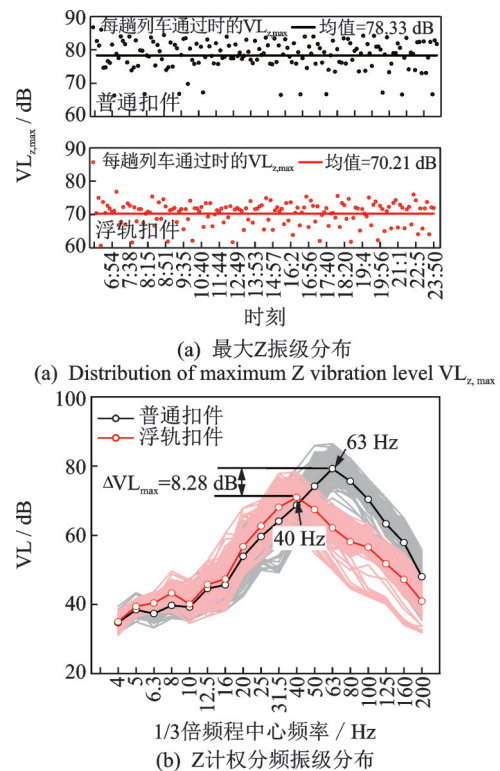 每趟列车通过时的VLz,max 均值=78.33 dB
90
80
70
60
普通扣件
VLz,max / dB
每趟列车通过时的VLz,max 均值=70.21 dB
90
80
70
60
浮轨扣件
6:54 7:38 8:15 8:51 9:35 10:40 11:44 12:49 13:53 14:57 16:2 16:56 17:40 18:20 19:4 19:56 21:1 22:5 23:50
时刻
(a) 最大Z振级分布
(a) Distribution of maximum Z vibration level VLz, max
100
80
60
40
20
VL / dB
普通扣件
浮轨扣件
63 Hz
ΔVLmax=8.28 dB
40 Hz
4 5 6.3 8 10 12.5 16 20 25 31.5 40 50 63 80 100 125 160 200
1/3倍频程中心频率 / Hz
(b) Z计权分频振级分布